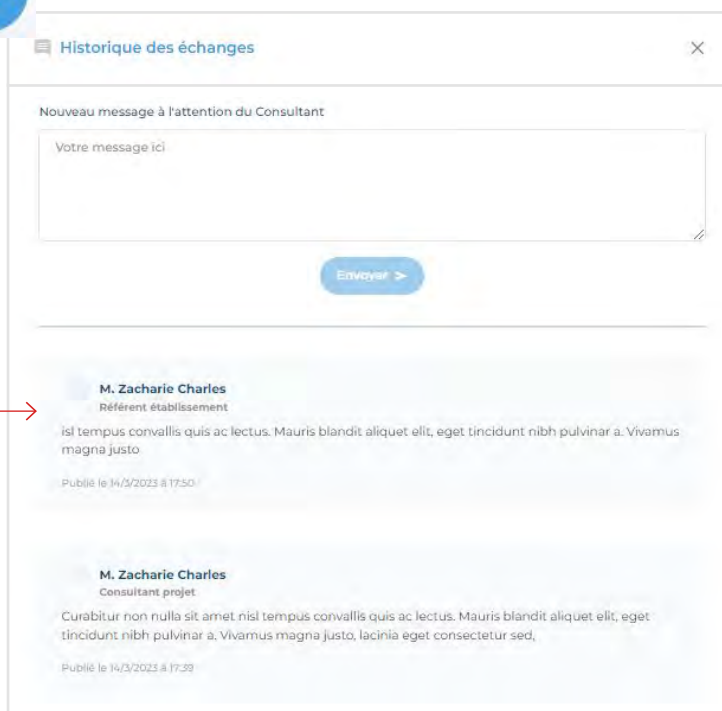 Historique des échanges
Nouveau message à l'attention du Consultant
Votre message ici
Envoyer
M. Zacharie Charles
Référent établissement
isl tempus convallis quis ac lectus. Mauris blandit aliquet elit, eget tincidunt nibh pulvinar a. Vivamus
magna justo
Publié le 14/3/2023 à 17:50
M. Zacharie Charles
Consultant projet
Curabitur non nulla sit amet nisl tempus convallis quis ac lectus. Mauris blandit aliquet elit, eget
tincidunt nibh pulvinar a. Vivamus magna justo, lacinia eget consectetur sed,
Publié le 14/3/2023 à 17:39